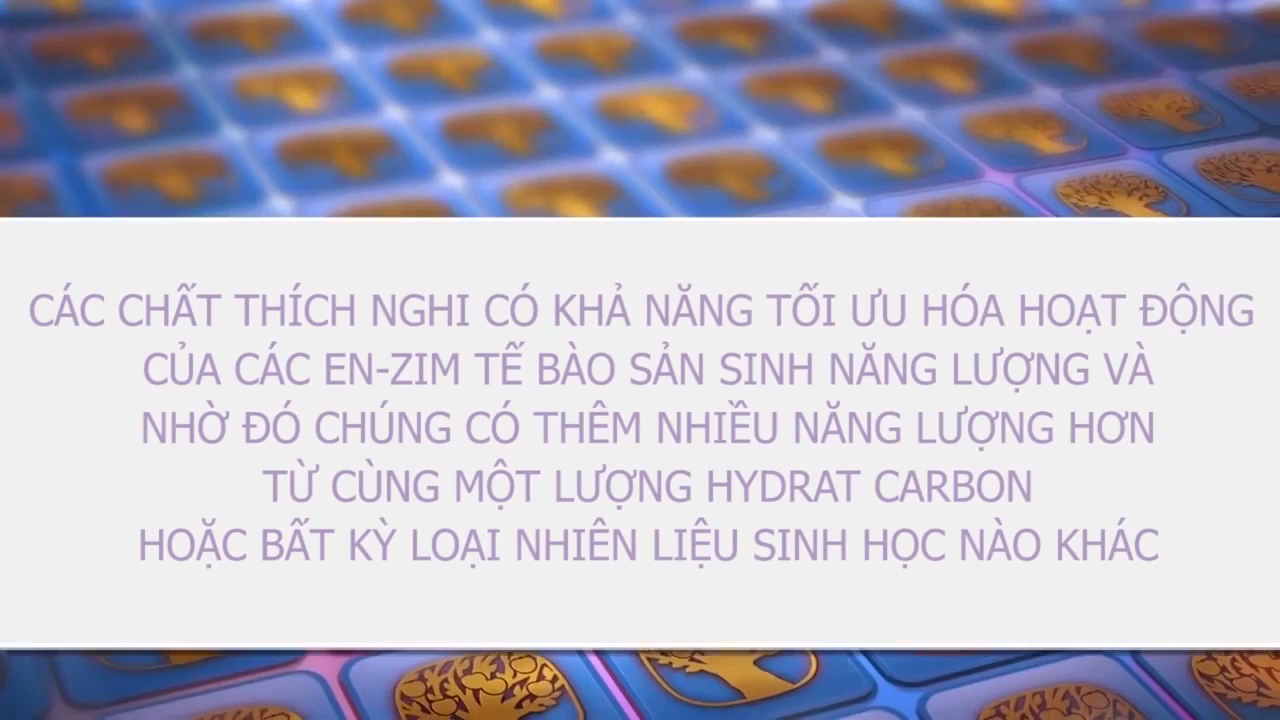 CÁC CHẤT THÍCH NGHI CÓ KHẢ NĂNG TỐI ƯU HÓA HOẠT ĐỘNG
CỦA CÁC EN-ZIM TẾ BÀO SẢN SINH NĂNG LƯỢNG VÀ
NHỜ ĐÓ CHÚNG CÓ THÊM NHIỀU NĂNG LƯỢNG HƠN
TỪ CÙNG MỘT LƯỢNG HYDRAT CARBON
HOẶC BẤT KỲ LOẠI NHIÊN LIỆU SINH HỌC NÀO KHÁC